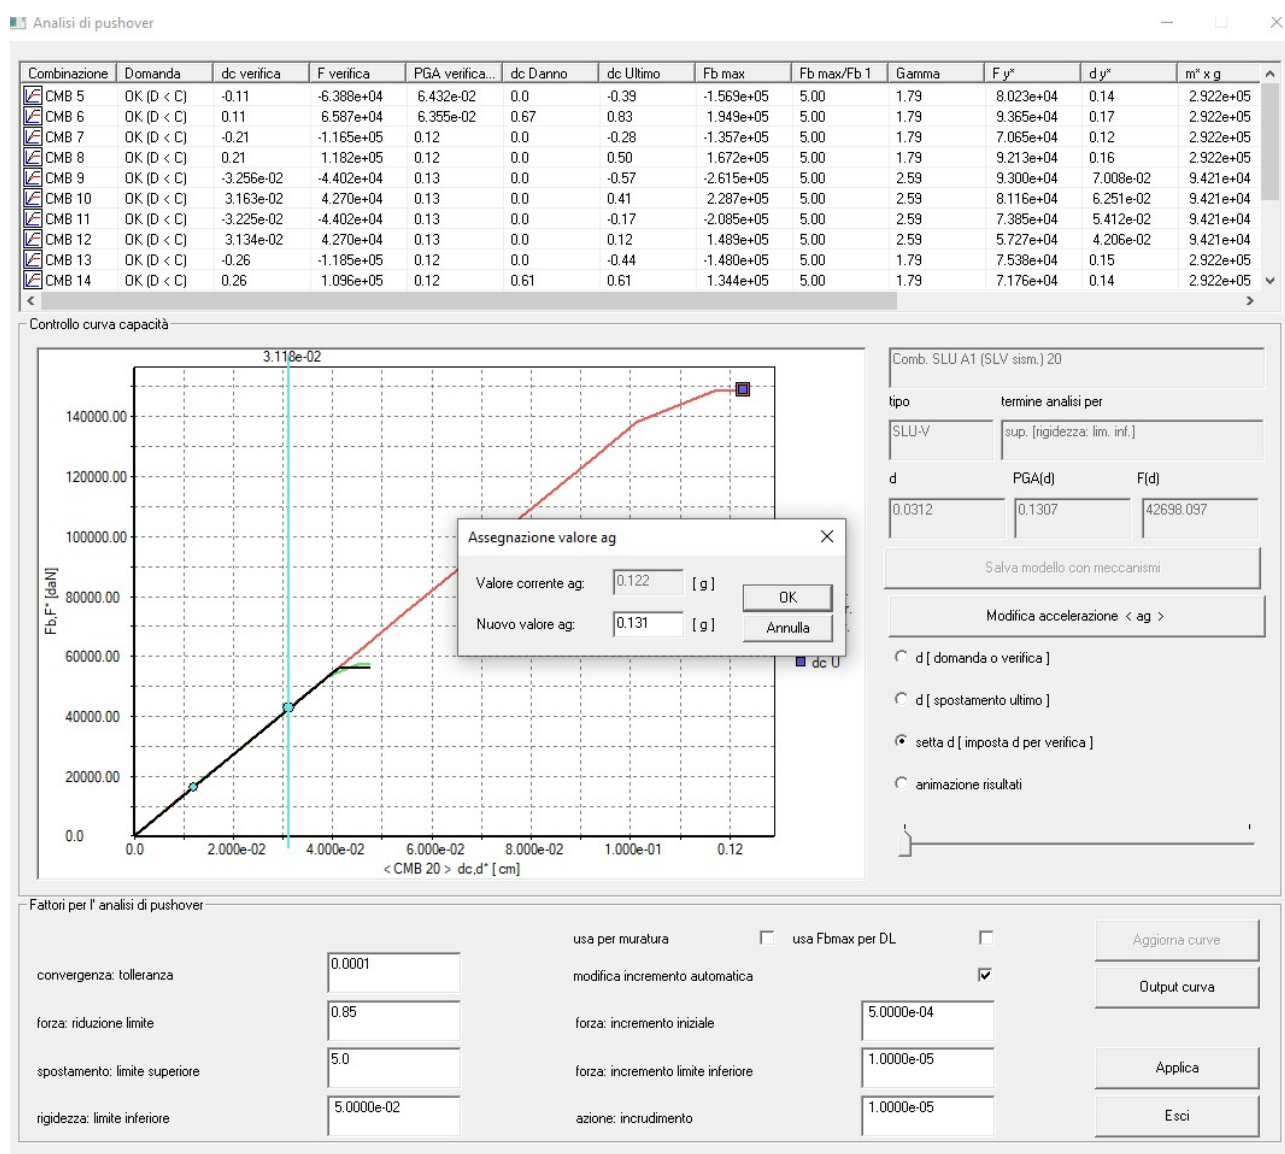 Analisi di pushover
Combinazione Domanda dc verifica F verifica PGA verifica... dc Danno dc Ultimo Fb max Fb max/Fb 1 Gamma F y* d y* m* x g
CMB 5 OK (D < C) -0.11 -6.388e+04 6.432e-02 0.0 -0.39 -1.569e+05 5.00 1.79 8.023e+04 0.14 2.922e+05
CMB 6 OK (D < C) 0.11 6.587e+04 6.355e-02 0.67 0.83 1.949e+05 5.00 1.79 9.365e+04 0.17 2.922e+05
CMB 7 OK (D < C) -0.21 -1.165e+05 0.12 0.0 -0.28 -1.357e+05 5.00 1.79 7.065e+04 0.12 2.922e+05
CMB 8 OK (D < C) 0.21 1.182e+05 0.12 0.0 0.50 1.672e+05 5.00 1.79 9.213e+04 0.16 2.922e+05
CMB 9 OK (D < C) -3.256e-02 -4.402e+04 0.13 0.0 -0.57 -2.615e+05 5.00 2.59 9.300e+04 7.008e-02 9.421e+04
CMB 10 OK (D < C) 3.163e-02 4.270e+04 0.13 0.0 0.41 2.287e+05 5.00 2.59 8.116e+04 6.251e-02 9.421e+04
CMB 11 OK (D < C) -3.225e-02 -4.402e+04 0.13 0.0 -0.17 -2.085e+05 5.00 2.59 7.385e+04 5.412e-02 9.421e+04
CMB 12 OK (D < C) 3.134e-02 4.270e+04 0.13 0.0 0.12 1.489e+05 5.00 2.59 5.727e+04 4.206e-02 9.421e+04
CMB 13 OK (D < C) -0.26 -1.185e+05 0.12 0.0 -0.44 -1.480e+05 5.00 1.79 7.538e+04 0.15 2.922e+05
CMB 14 OK (D < C) 0.26 1.096e+05 0.12 0.61 0.61 1.344e+05 5.00 1.79 7.176e+04 0.14 2.922e+05
Controllo curva capacità
3.118e-02
140000.00
120000.00
100000.00
80000.00
60000.00
40000.00
20000.00
0.0
Fb,F* [daN]
0.0 2.000e-02 4.000e-02 6.000e-02 8.000e-02 1.000e-01 0.12
< CMB 20 > dc,d* [ cm]
dc U
Assegnazione valore ag
Valore corrente ag: 0.122 [ g ]
OK
Nuovo valore ag: 0.131 [ g ]
Annulla
Comb. SLU A1 (SLV sism.) 20
tipo termine analisi per
SLU-V sup. [rigidezza: lim. inf.]
d PGA(d) F(d)
0.0312 0.1307 42698.097
Salva modello con meccanismi
Modifica accelerazione < ag >
d [ domanda o verifica ]
d [ spostamento ultimo ]
setta d [ imposta d per verifica ]
animazione risultati
Fattori per l' analisi di pushover
usa per muratura usa Fbmax per DL Aggiorna curve
convergenza: tolleranza 0.0001 modifica incremento automatica Output curva
forza: riduzione limite 0.85 forza: incremento iniziale 5.0000e-04
spostamento: limite superiore 5.0 forza: incremento limite inferiore 1.0000e-05 Applica
rigidezza: limite inferiore 5.0000e-02 azione: incrudimento 1.0000e-05 Esci